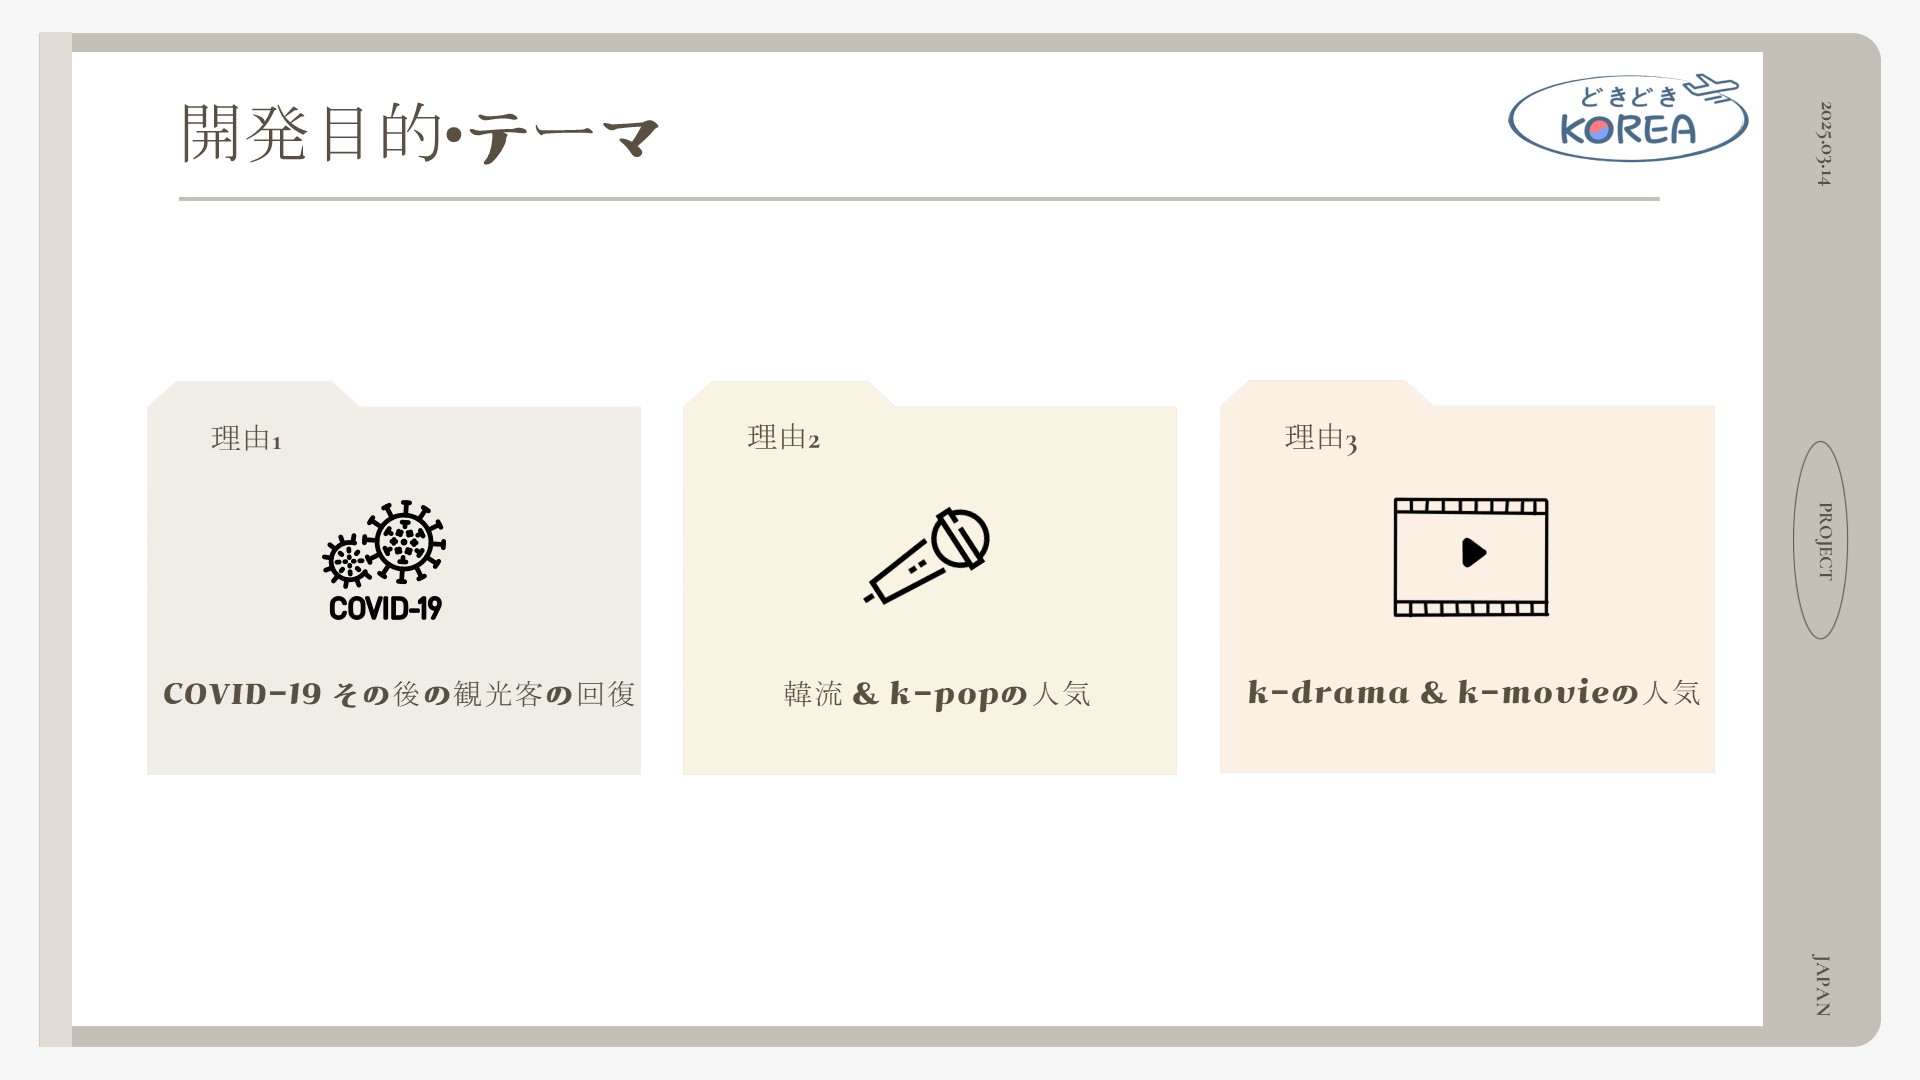 開発目的・テーマ
どきどき
KOREA
2025.03.14
理由1
COVID-19
COVID-19 その後の観光客の回復
理由2
韓流 & k-popの人気
理由3
k-drama & k-movieの人気
PROJECT
JAPAN